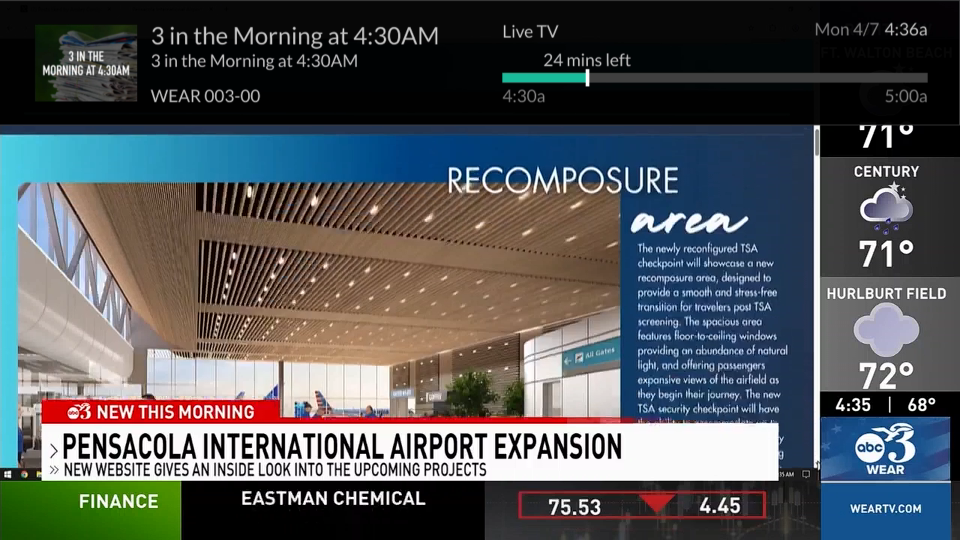 3 IN THE
MORNING AT 4:30AM
3 in the Morning at 4:30AM
3 in the Morning at 4:30AM
WEAR 003-00
Live TV
24 mins left
4:30a
5:00a
Mon 4/7 4:36a
FT. WALTON BEACH
71°
CENTURY
71°
HURLBURT FIELD
72°
4:35 | 68°
abc 3
WEAR
WEARTV.COM
RECOMPOSURE
area
The newly reconfigured TSA
checkpoint will showcase a new
recomposure area, designed to
provide a smooth and stress-free
transition for travelers post TSA
screening. The spacious area
features floor-to-ceiling windows
providing an abundance of natural
light, and offering passengers
expansive views of the airfield as
they begin their journey. The new
TSA security checkpoint will have
All Gates
abc 3 NEW THIS MORNING
PENSACOLA INTERNATIONAL AIRPORT EXPANSION
NEW WEBSITE GIVES AN INSIDE LOOK INTO THE UPCOMING PROJECTS
FINANCE
EASTMAN CHEMICAL
75.53
4.45